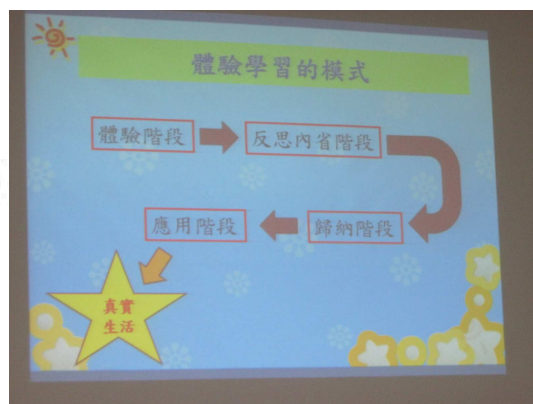 體驗學習的模式
體驗階段
反思內省階段
歸納階段
應用階段
真實
生活